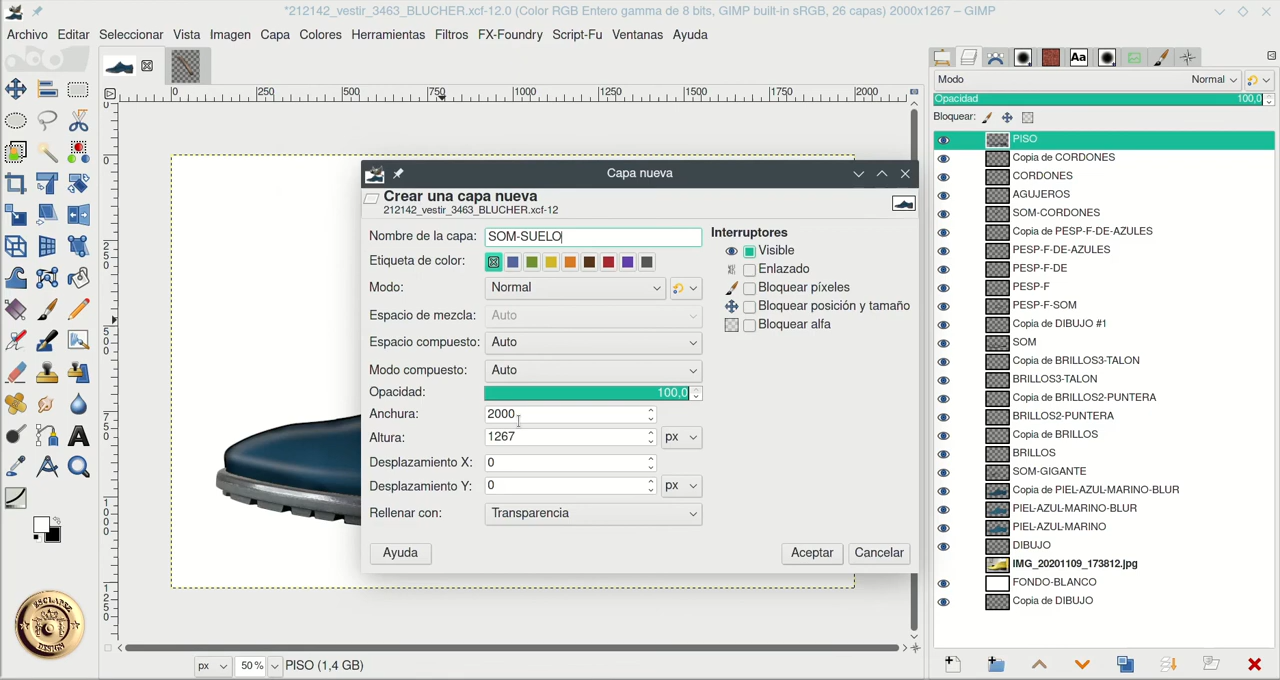 *212142_vestir_3463_BLUCHER.xcf-12.0 (Color RGB Entero gamma de 8 bits, GIMP built-in sRGB, 26 capas) 2000x1267 – GIMP
Archivo Editar Seleccionar Vista Imagen Capa Colores Herramientas Filtros FX-Foundry Script-Fu Ventanas Ayuda
Aa
0 250 500 750 1000 1250 1500 1750 2000
0
250
500
750
1000
1250
Capa nueva
Crear una capa nueva
212142_vestir_3463_BLUCHER.xcf-12
Nombre de la capa: SOM-SUELO
Etiqueta de color:
Modo: Normal
Espacio de mezcla: Auto
Espacio compuesto: Auto
Modo compuesto: Auto
Opacidad: 100,0
Anchura: 2000
Altura: 1267 px
Desplazamiento X: 0
Desplazamiento Y: 0 px
Rellenar con: Transparencia
Interruptores
Visible
Enlazado
Bloquear píxeles
Bloquear posición y tamaño
Bloquear alfa
Ayuda Aceptar Cancelar
Modo Normal
Opacidad 100,0
Bloquear:
PISO
Copia de CORDONES
CORDONES
AGUJEROS
SOM-CORDONES
Copia de PESP-F-DE-AZULES
PESP-F-DE-AZULES
PESP-F-DE
PESP-F
PESP-F-SOM
Copia de DIBUJO #1
SOM
Copia de BRILLOS3-TALON
BRILLOS3-TALON
Copia de BRILLOS2-PUNTERA
BRILLOS2-PUNTERA
Copia de BRILLOS
BRILLOS
SOM-GIGANTE
Copia de PIEL-AZUL-MARINO-BLUR
PIEL-AZUL-MARINO-BLUR
PIEL-AZUL-MARINO
DIBUJO
IMG_20201109_173812.jpg
FONDO-BLANCO
Copia de DIBUJO
ESCLAPES
DESIGN
px 50 % PISO (1,4 GB)